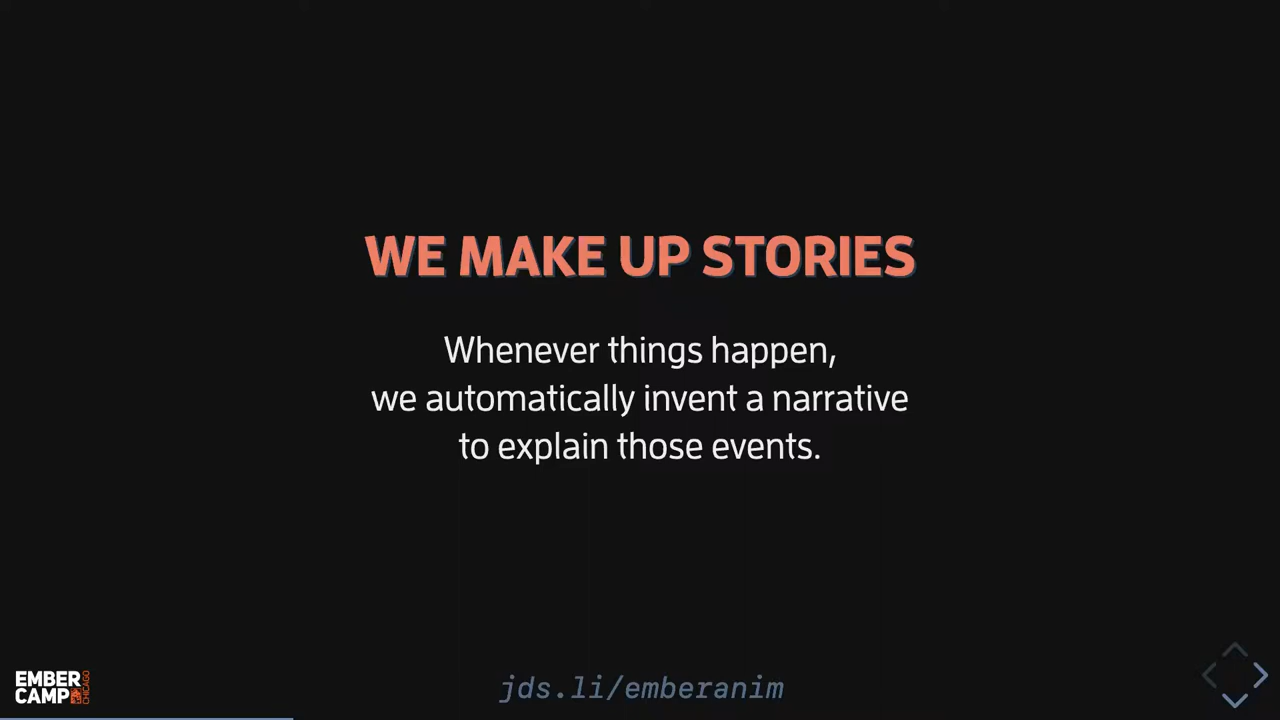 WE MAKE UP STORIES
Whenever things happen,
we automatically invent a narrative
to explain those events.
EMBER
CAMP
CHICAGO
jds.li/emberanim